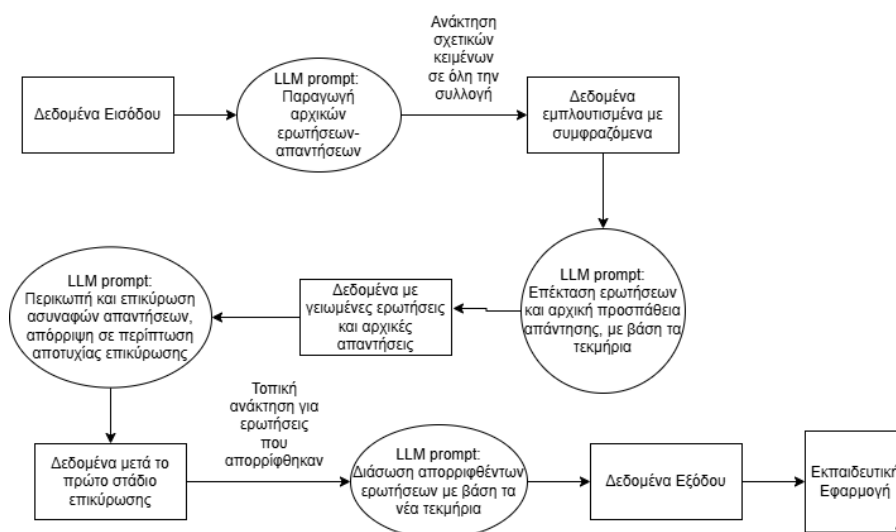 Δεδομένα Εισόδου
LLM prompt:
Παραγωγή
αρχικών
ερωτήσεων-
απαντήσεων
Ανάκτηση
σχετικών
κειμένων
σε όλη την
συλλογή
Δεδομένα
εμπλουτισμένα με
συμφραζόμενα
LLM prompt:
Επέκταση ερωτήσεων
και αρχική προσπάθεια
απάντησης, με βάση τα
τεκμήρια
Δεδομένα με
γειωμένες ερωτήσεις
και αρχικές
απαντήσεις
LLM prompt:
Περικωπή και επικύρωση
ασυναφών απαντήσεων,
απόρριψη σε περίπτωση
αποτυχίας επικύρωσης
Δεδομένα μετά το
πρώτο στάδιο
επικύρωσης
Τοπική
ανάκτηση για
ερωτήσεις
που
απορρίφθηκαν
LLM prompt:
Διάσωση απορριφθέντων
ερωτήσεων με βάση τα
νέα τεκμήρια
Δεδομένα Εξόδου
Εκπαιδευτική
Εφαρμογή